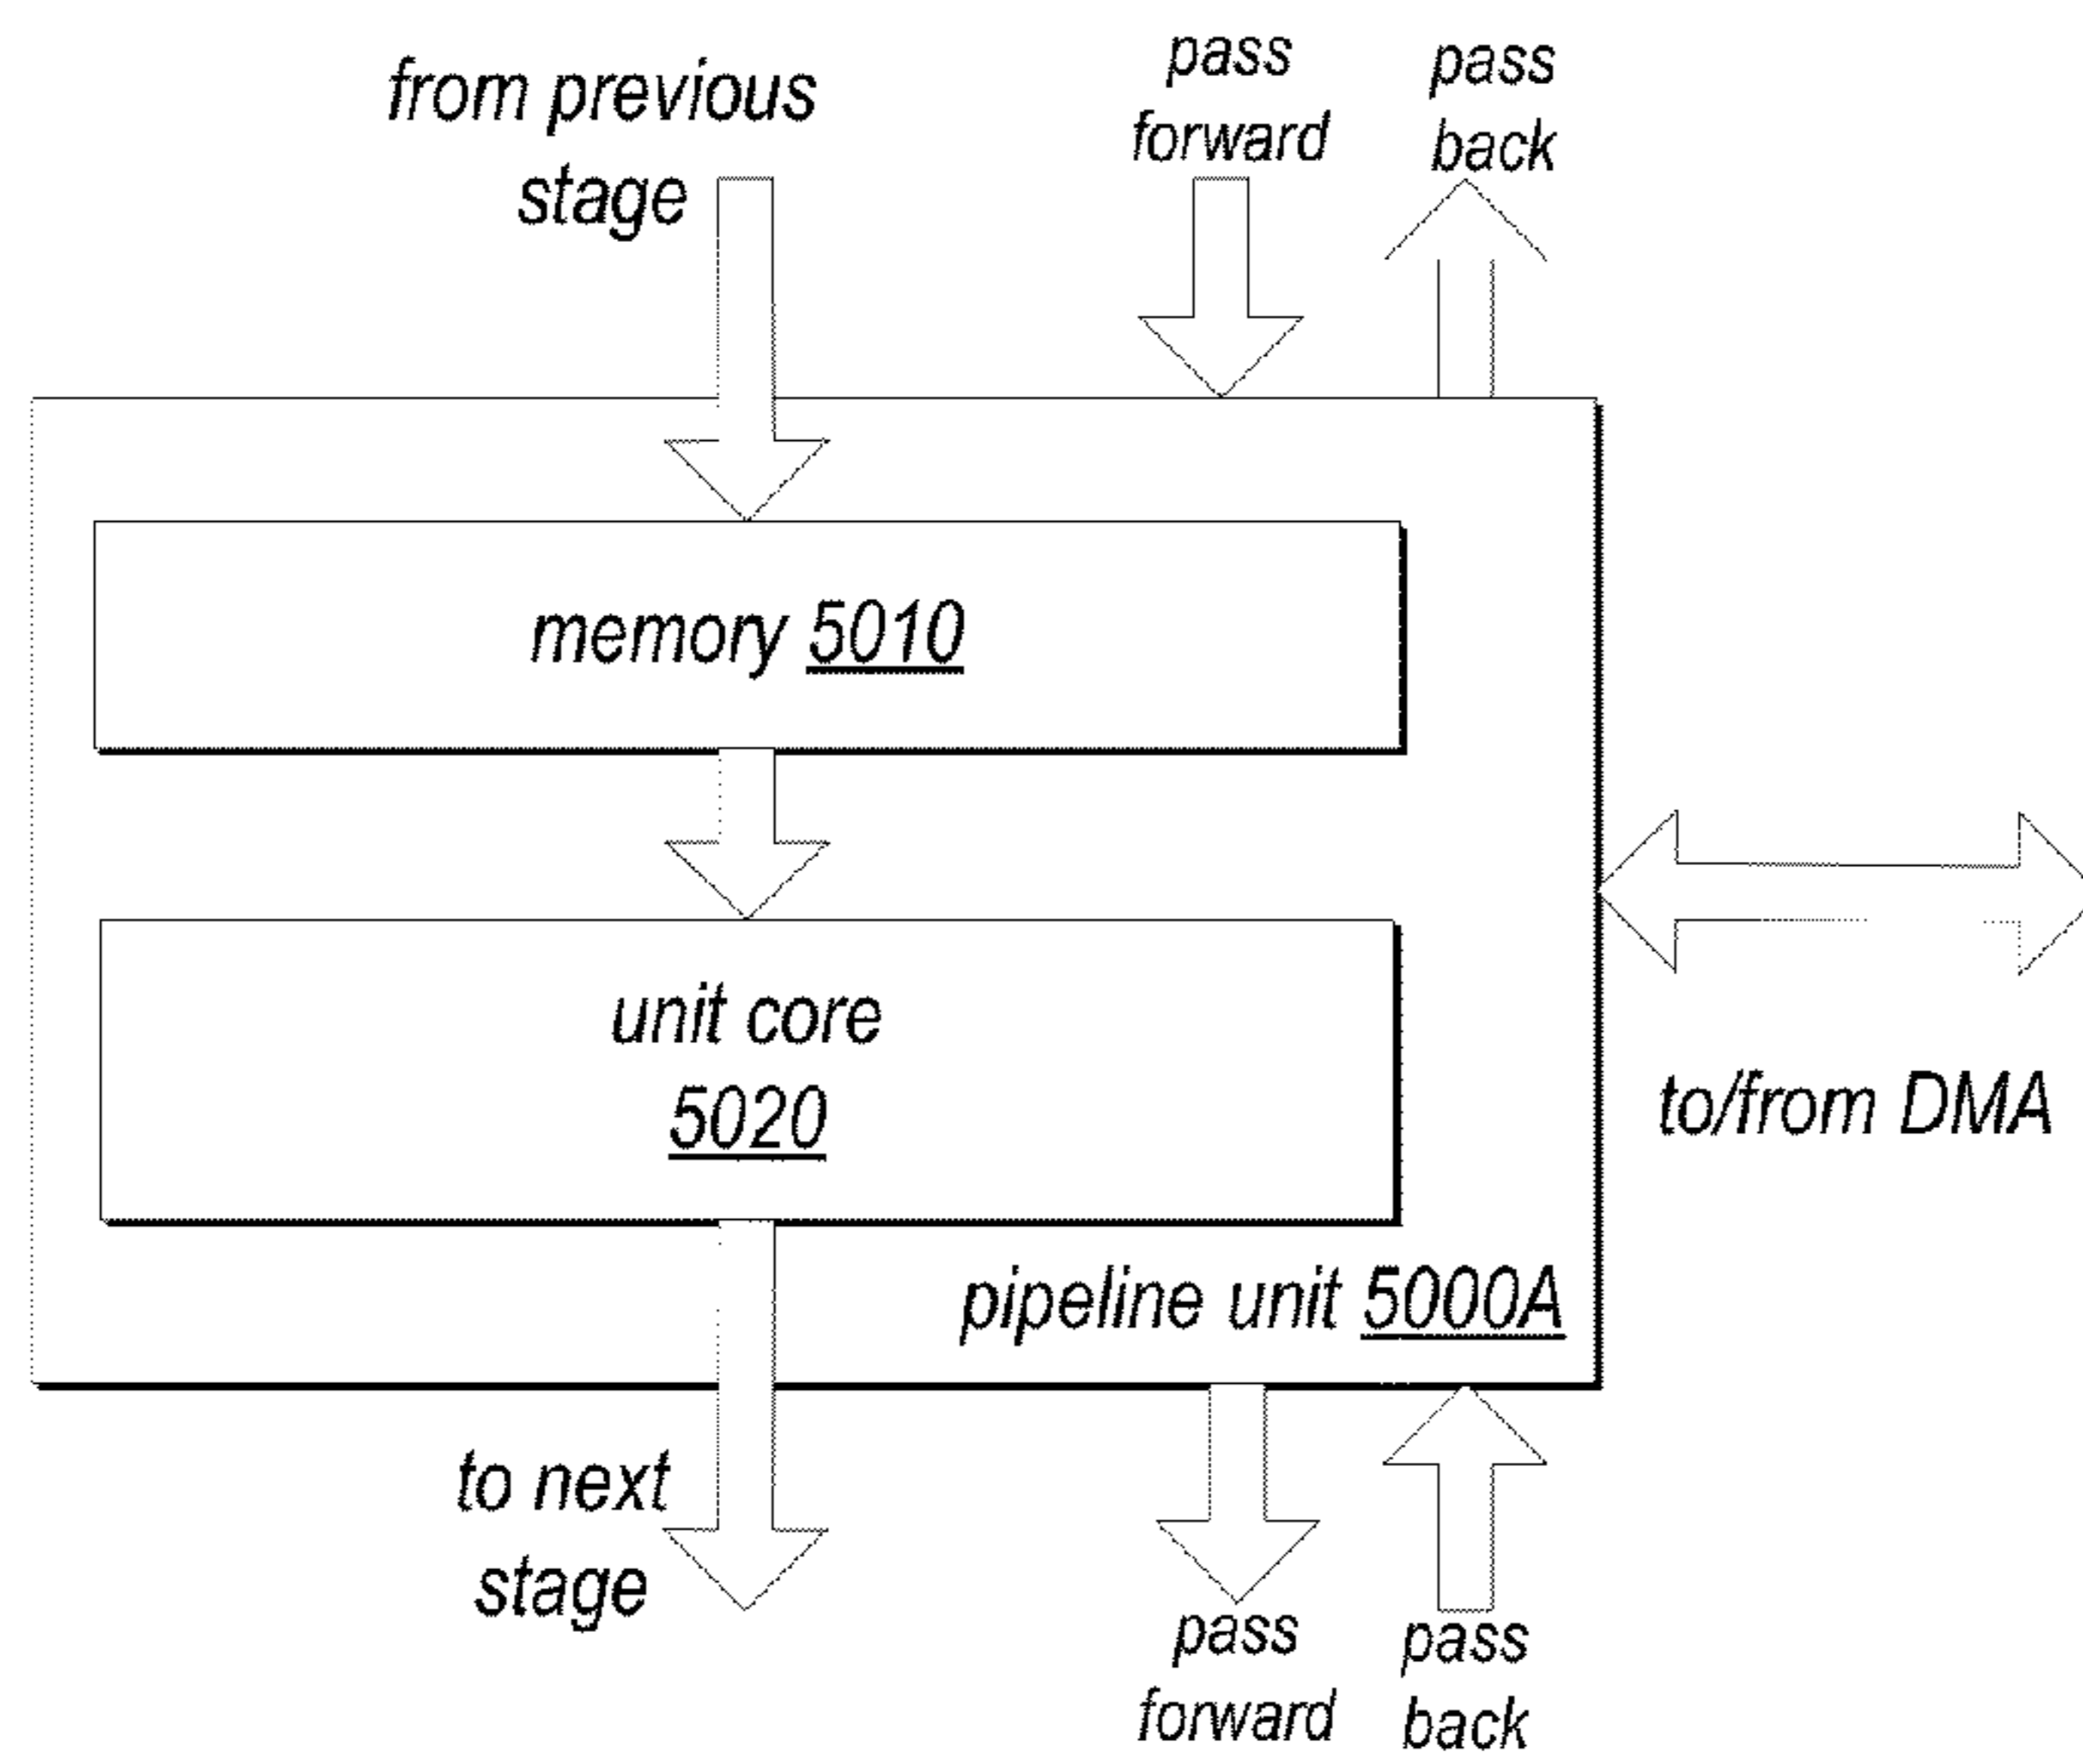 from previous
stage
pass
forward
pass
back
memory 5010
unit core
5020
to/from DMA
pipeline unit 5000A
to next
stage
pass
forward
pass
back